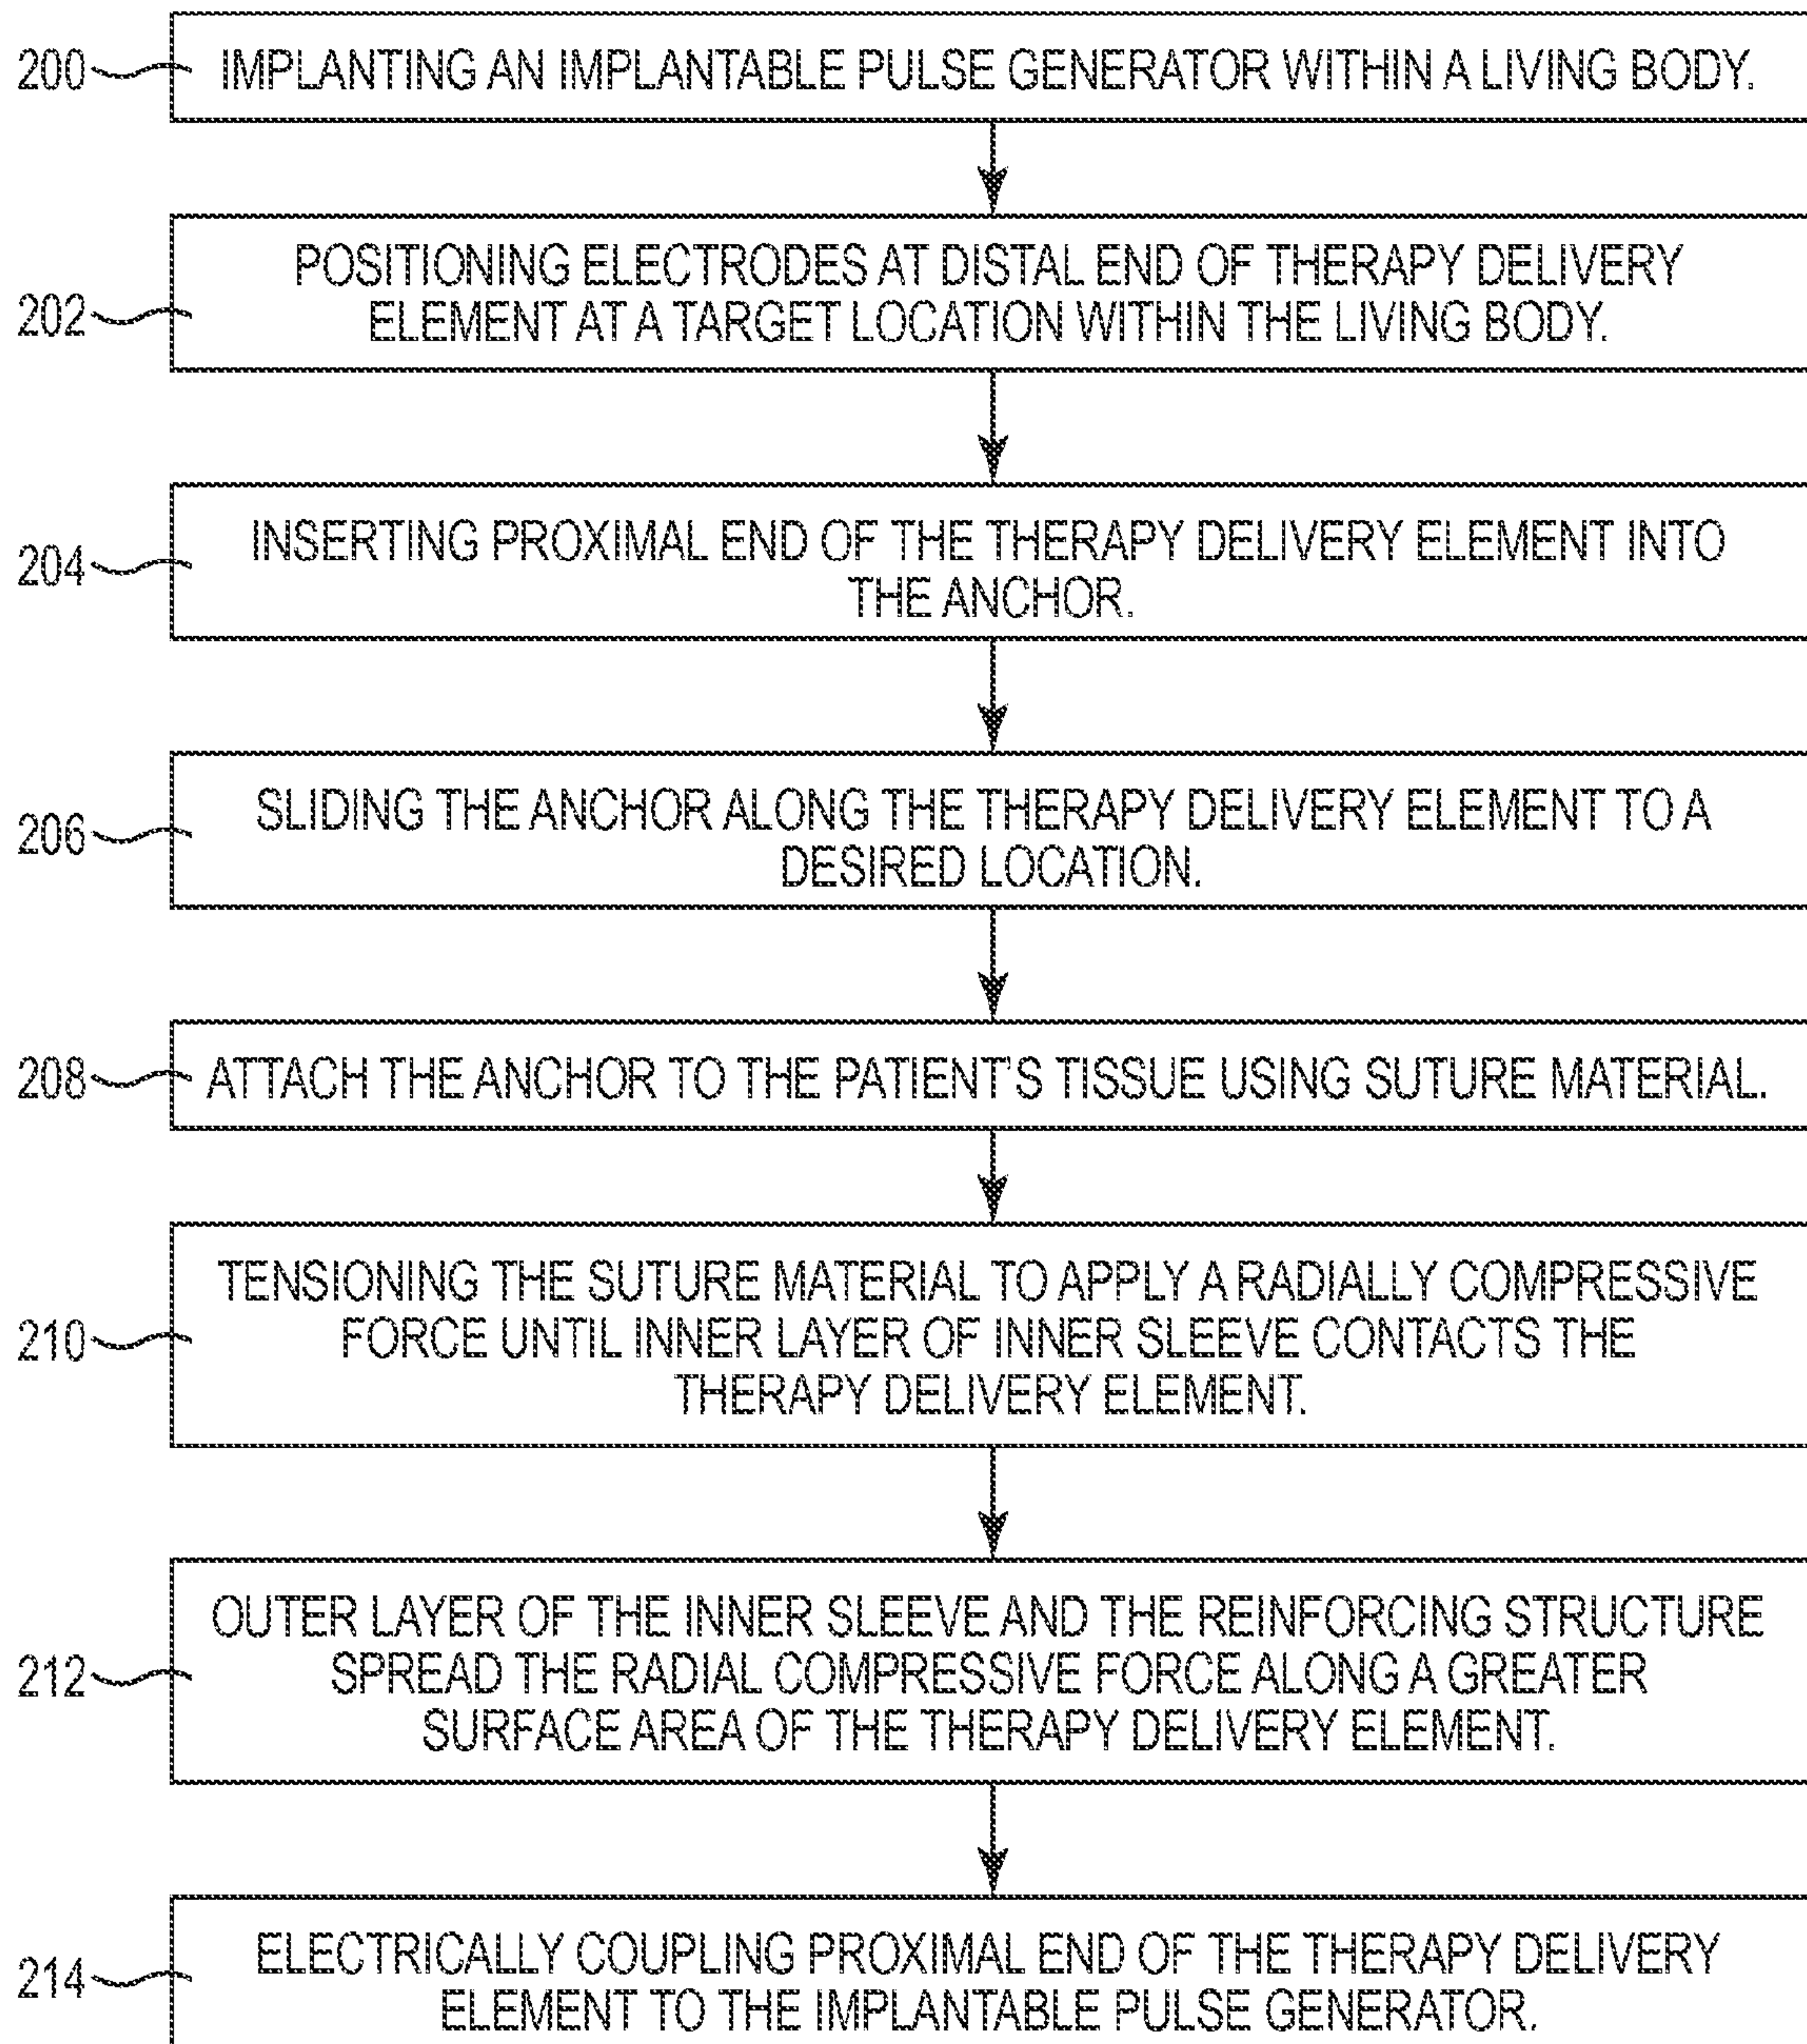 200 IMPLANTING AN IMPLANTABLE PULSE GENERATOR WITHIN A LIVING BODY.
POSITIONING ELECTRODES AT DISTAL END OF THERAPY DELIVERY
202 ELEMENT AT A TARGET LOCATION WITHIN THE LIVING BODY.
INSERTING PROXIMAL END OF THE THERAPY DELIVERY ELEMENT INTO
204 THE ANCHOR.
SLIDING THE ANCHOR ALONG THE THERAPY DELIVERY ELEMENT TO A
206 DESIRED LOCATION.
208 ATTACH THE ANCHOR TO THE PATIENT'S TISSUE USING SUTURE MATERIAL.
TENSIONING THE SUTURE MATERIAL TO APPLY A RADIALLY COMPRESSIVE
210 FORCE UNTIL INNER LAYER OF INNER SLEEVE CONTACTS THE
THERAPY DELIVERY ELEMENT.
OUTER LAYER OF THE INNER SLEEVE AND THE REINFORCING STRUCTURE
212 SPREAD THE RADIAL COMPRESSIVE FORCE ALONG A GREATER
SURFACE AREA OF THE THERAPY DELIVERY ELEMENT.
ELECTRICALLY COUPLING PROXIMAL END OF THE THERAPY DELIVERY
214 ELEMENT TO THE IMPLANTABLE PULSE GENERATOR.